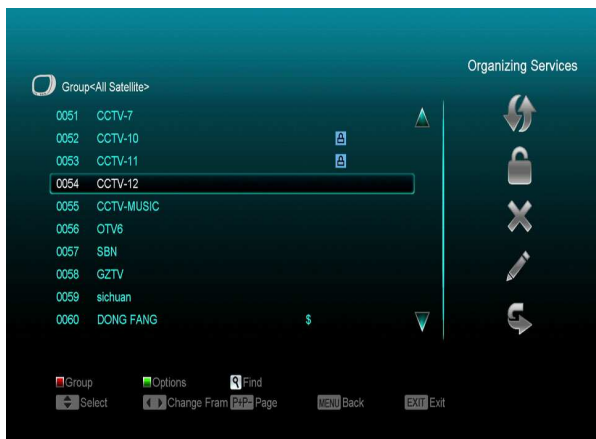 Organizing Services
Group<All Satellite>
0051 CCTV-7
0052 CCTV-10
0053 CCTV-11
0054 CCTV-12
0055 CCTV-MUSIC
0056 OTV6
0057 SBN
0058 GZTV
0059 sichuan
0060 DONG FANG $
Group Options Find
Select Change Fram P+P- Page MENU Back EXIT Exit